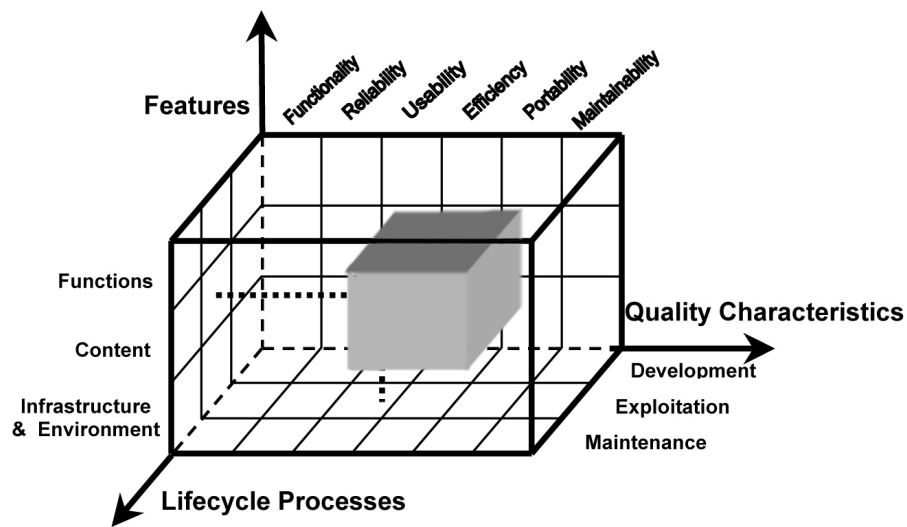 Features
Functionality
Reliability
Usability
Efficiency
Portability
Maintainability
Functions
Content
Infrastructure
& Environment
Quality Characteristics
Development
Exploitation
Maintenance
Lifecycle Processes